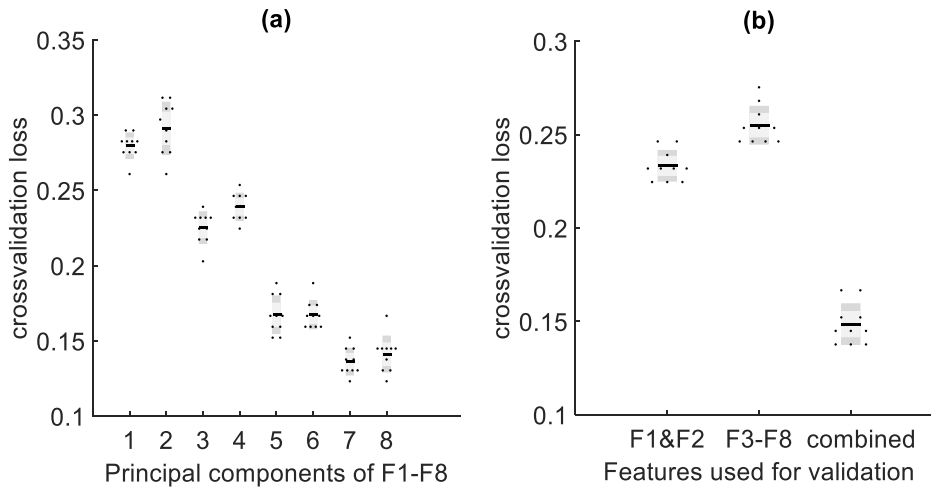 (a)
crossvalidation loss
0.35
0.3
0.25
0.2
0.15
0.1
1 2 3 4 5 6 7 8
Principal components of F1-F8
(b)
crossvalidation loss
0.3
0.25
0.2
0.15
0.1
F1&F2 F3-F8 combined
Features used for validation